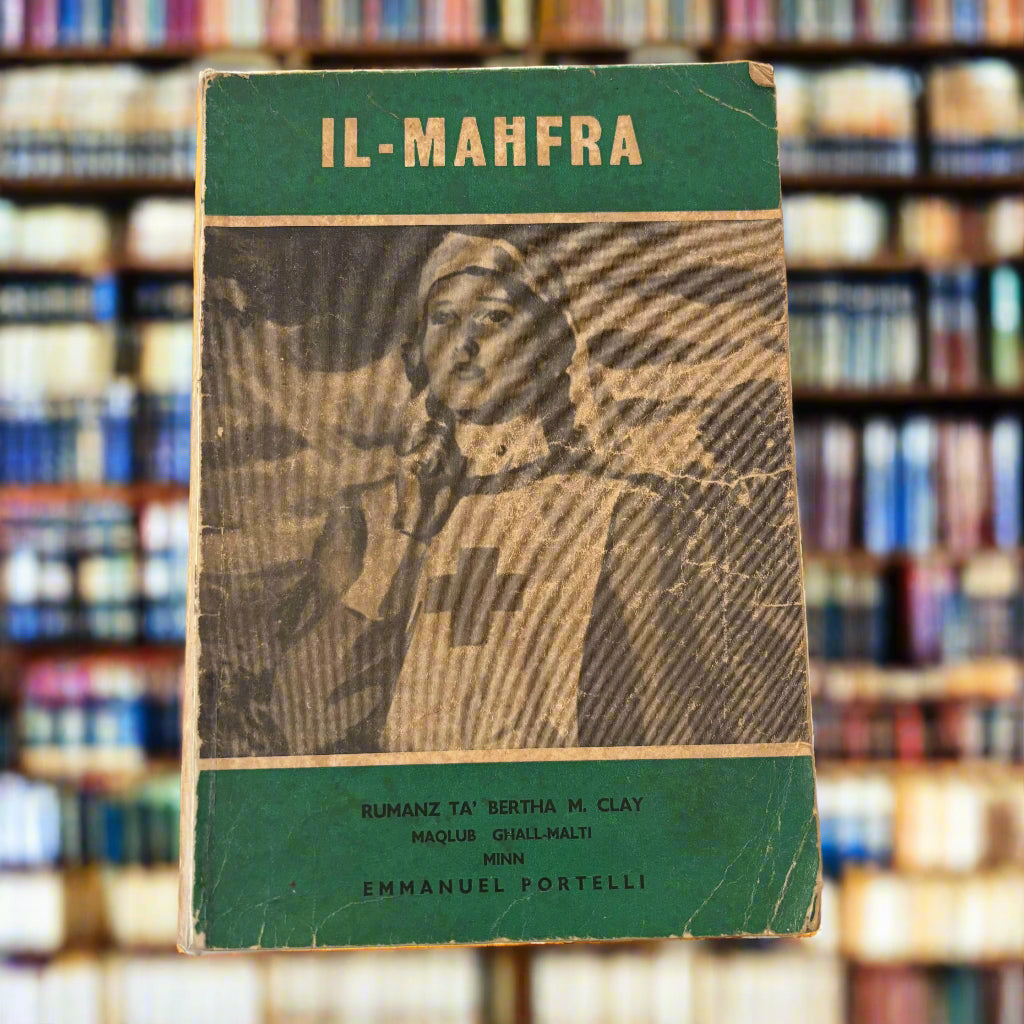 IL-MAĦFRA
RUMANZ TA' BERTHA M. CLAY
MAQLUB GĦALL-MALTI
MINN
EMMANUEL PORTELLI